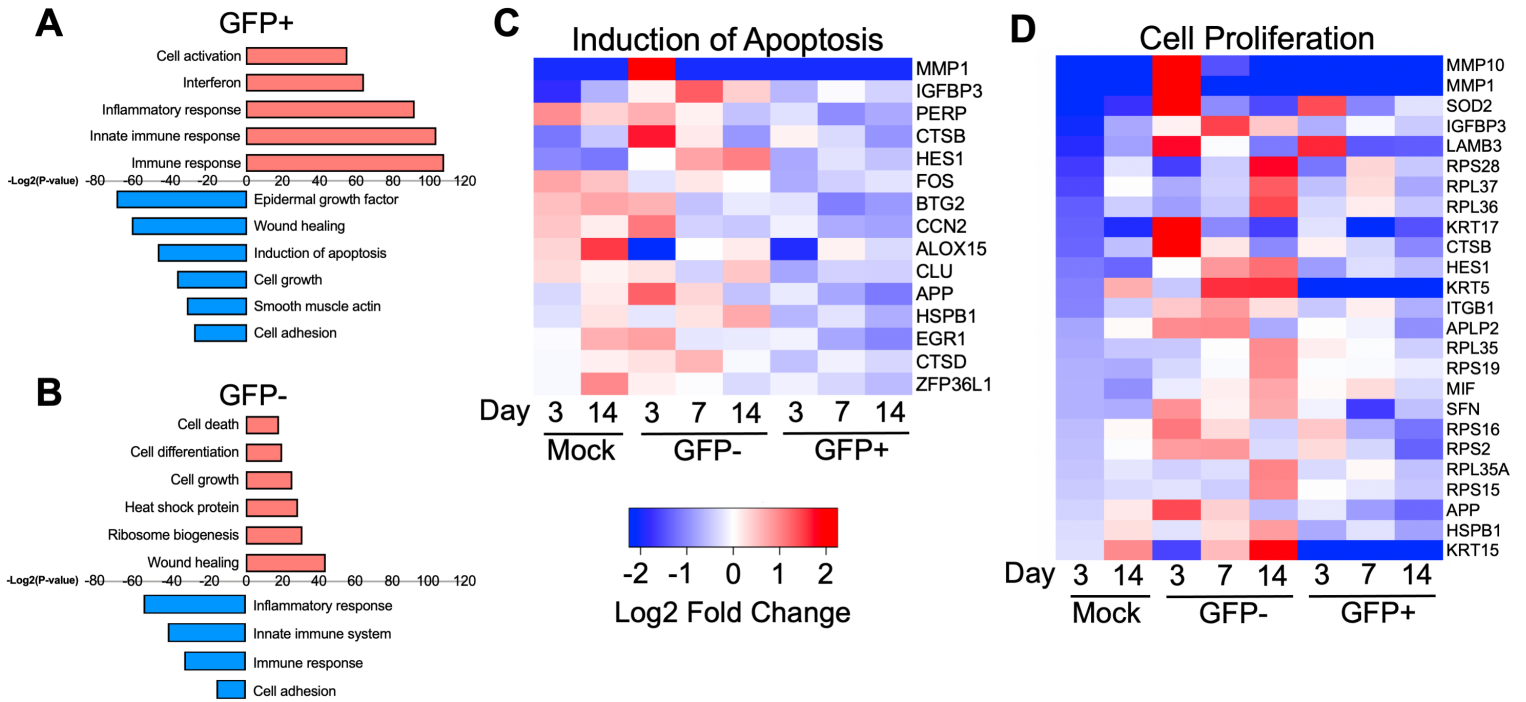 A
GFP+
Cell activation
Interferon
Inflammatory response
Innate immune response
Immune response
-Log2(P-value) -80 -60 -40 -20 0 20 40 60 80 100 120
Epidermal growth factor
Wound healing
Induction of apoptosis
Cell growth
Smooth muscle actin
Cell adhesion
B
GFP-
Cell death
Cell differentiation
Cell growth
Heat shock protein
Ribosome biogenesis
Wound healing
-Log2(P-value) -80 -60 -40 -20 0 20 40 60 80 100 120
Inflammatory response
Innate immune system
Immune response
Cell adhesion
C
Induction of Apoptosis
MMP1
IGFBP3
PERP
CTSB
HES1
FOS
BTG2
CCN2
ALOX15
CLU
APP
HSPB1
EGR1
CTSD
ZFP36L1
Day 3 14 3 7 14 3 7 14
Mock GFP- GFP+
-2 -1 0 1 2
Log2 Fold Change
D
Cell Proliferation
MMP10
MMP1
SOD2
IGFBP3
LAMB3
RPS28
RPL37
RPL36
KRT17
CTSB
HES1
KRT5
ITGB1
APLP2
RPL35
RPS19
MIF
SFN
RPS16
RPS2
RPL35A
RPS15
APP
HSPB1
KRT15
Day 3 14 3 7 14 3 7 14
Mock GFP- GFP+